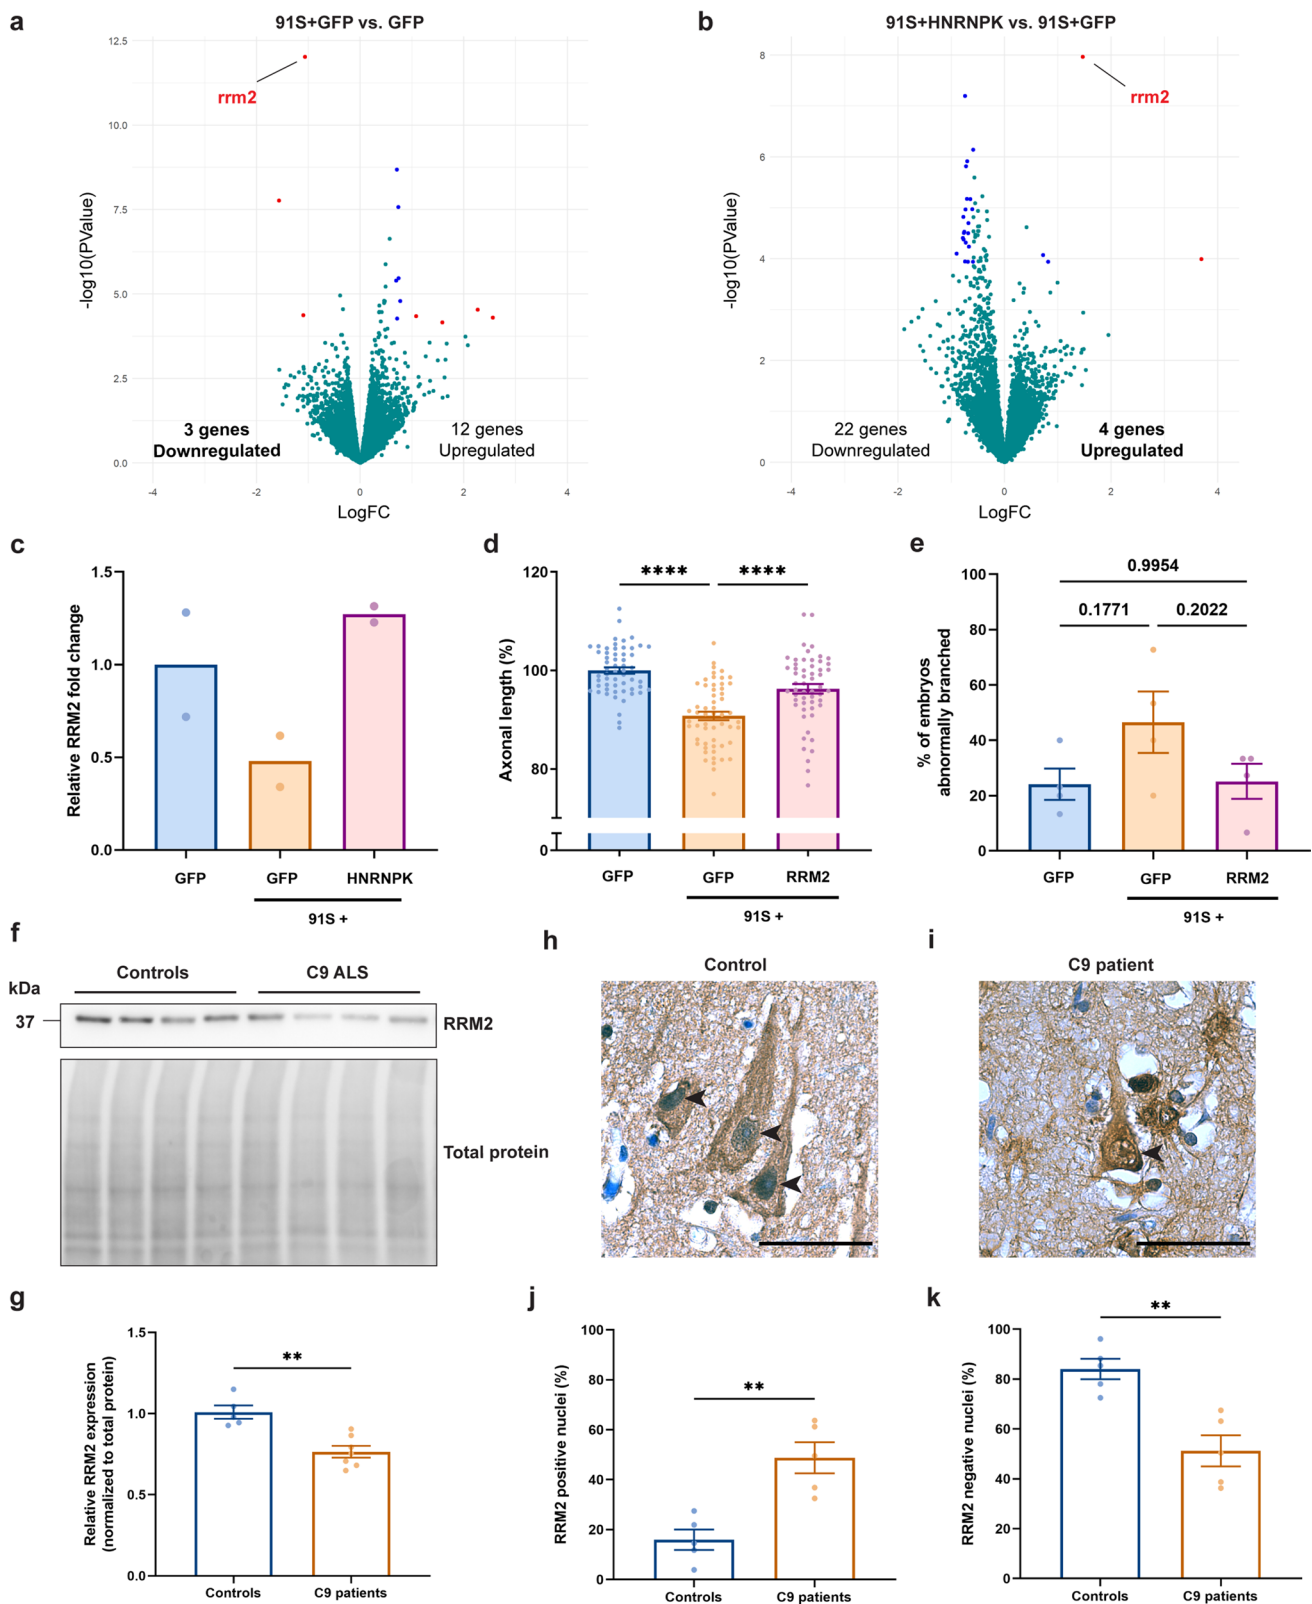 a
91S+GFP vs. GFP
12.5
10.0
7.5
5.0
2.5
0.0
-log10(PValue)
rrm2
3 genes
Downregulated
12 genes
Upregulated
-4 -2 0 2 4
LogFC
b
91S+HNRNPK vs. 91S+GFP
8
6
4
2
0
-log10(PValue)
rrm2
22 genes
Downregulated
4 genes
Upregulated
-4 -2 0 2 4
LogFC
c
Relative RRM2 fold change
1.5
1.0
0.5
0.0
GFP GFP HNRNPK
91S +
d
Axonal length (%)
120
100
80
0
**** ****
GFP GFP RRM2
91S +
e
% of embryos
abnormally branched
100
80
60
40
20
0
0.9954
0.1771 0.2022
GFP GFP RRM2
91S +
f
Controls C9 ALS
kDa
37
RRM2
Total protein
g
Relative RRM2 expression
(normalized to total protein)
1.5
1.0
0.5
0.0
**
Controls C9 patients
h
Control
i
C9 patient
j
RRM2 positive nuclei (%)
100
80
60
40
20
0
**
Controls C9 patients
k
RRM2 negative nuclei (%)
100
80
60
40
20
0
**
Controls C9 patients